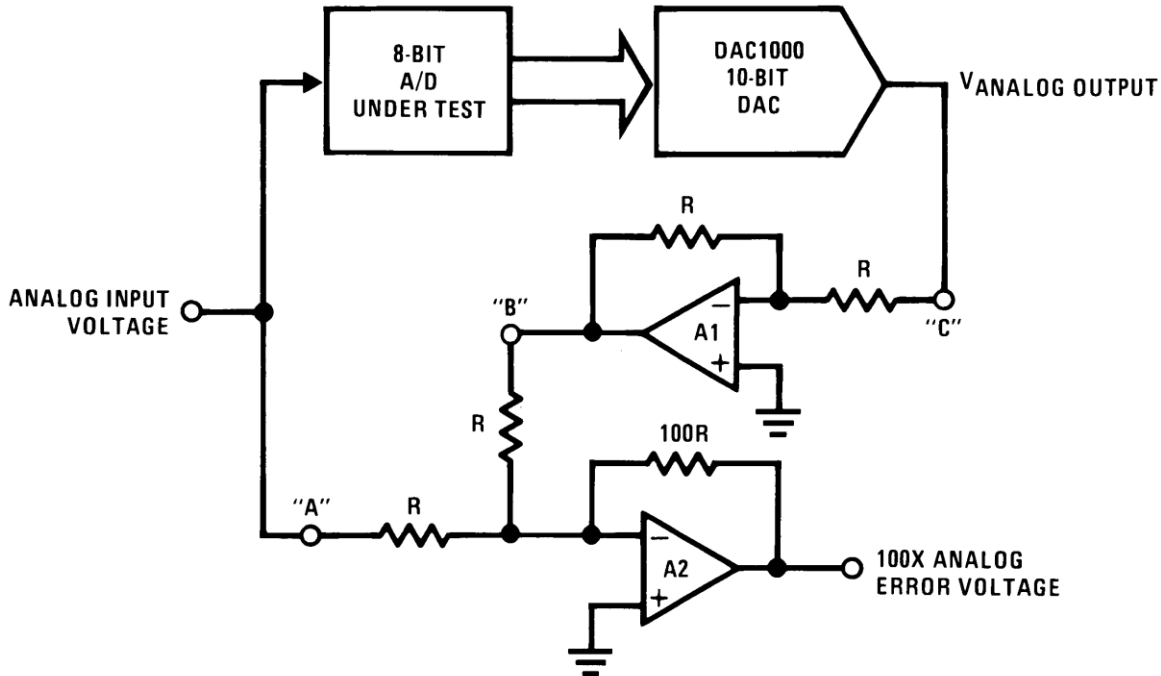 8-BIT
A/D
UNDER TEST
DAC1000
10-BIT
DAC
VANALOG OUTPUT
R
R
ANALOG INPUT
VOLTAGE
"B"
−
A1
+
"C"
R
100R
"A"
R
−
A2
+
100X ANALOG
ERROR VOLTAGE